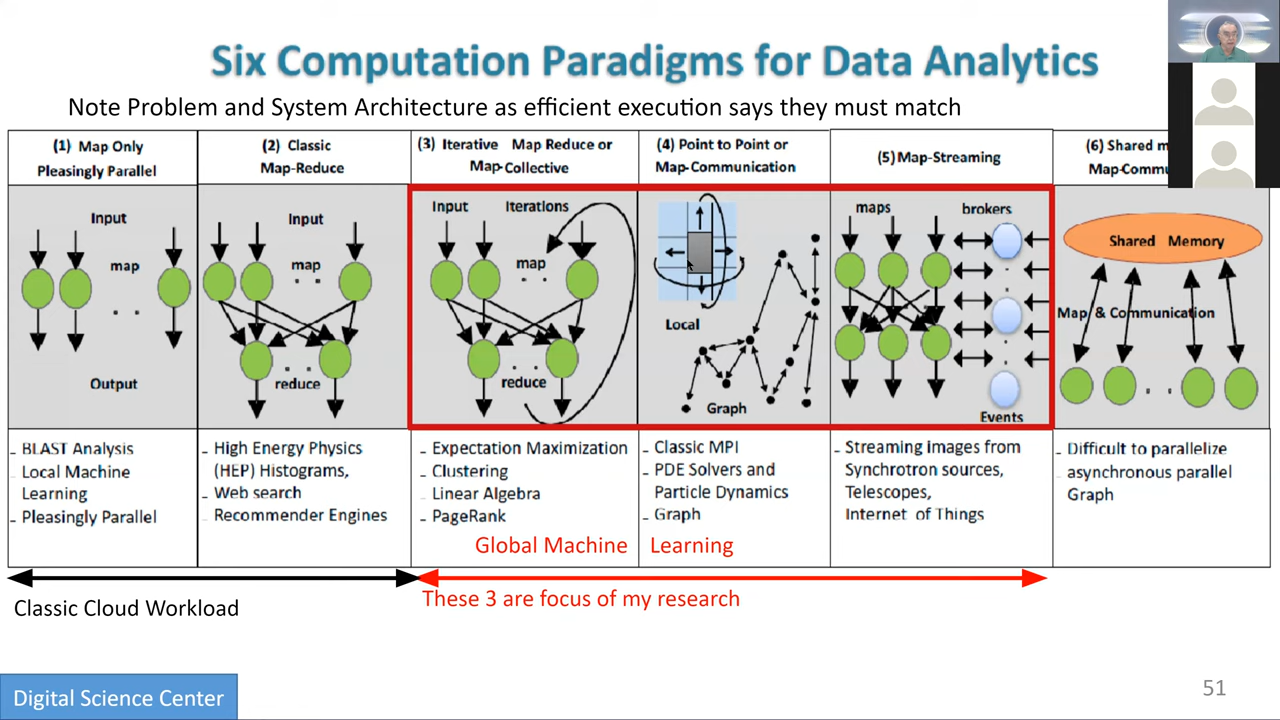 Six Computation Paradigms for Data Analytics
Note Problem and System Architecture as efficient execution says they must match
(1) Map Only
Pleasingly Parallel
(2) Classic
Map-Reduce
(3) Iterative Map Reduce or
Map-Collective
(4) Point to Point or
Map-Communication
(5) Map-Streaming
(6) Shared
Input
map
Output
Input
map
reduce
Input Iterations
map
reduce
Local
Graph
maps brokers
Events
Shared Memory
Map & Communication
- BLAST Analysis
- Local Machine
Learning
- Pleasingly Parallel
- High Energy Physics
(HEP) Histograms,
- Web search
- Recommender Engines
- Expectation Maximization
- Clustering
- Linear Algebra
- PageRank
- Classic MPI
- PDE Solvers and
Particle Dynamics
- Graph
- Streaming images from
Synchrotron sources,
Telescopes,
Internet of Things
- Difficult to parallelize
asynchronous parallel
Graph
Global Machine Learning
Classic Cloud Workload
These 3 are focus of my research
Digital Science Center
51